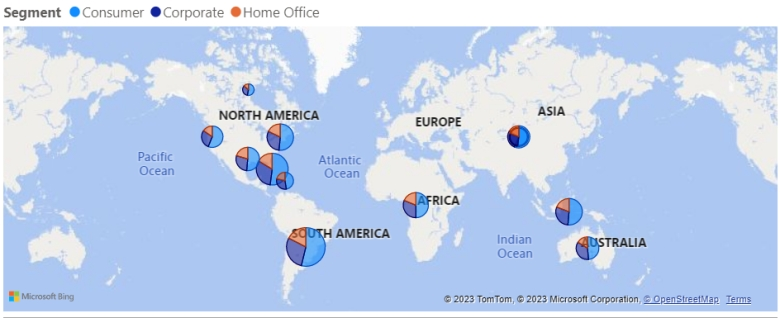 Segment Consumer Corporate Home Office
NORTH AMERICA
ASIA
EUROPE
Pacific
Ocean
Atlantic
Ocean
AFRICA
SOUTH AMERICA
Indian
Ocean
AUSTRALIA
Microsoft Bing
© 2023 TomTom, © 2023 Microsoft Corporation, © OpenStreetMap Terms